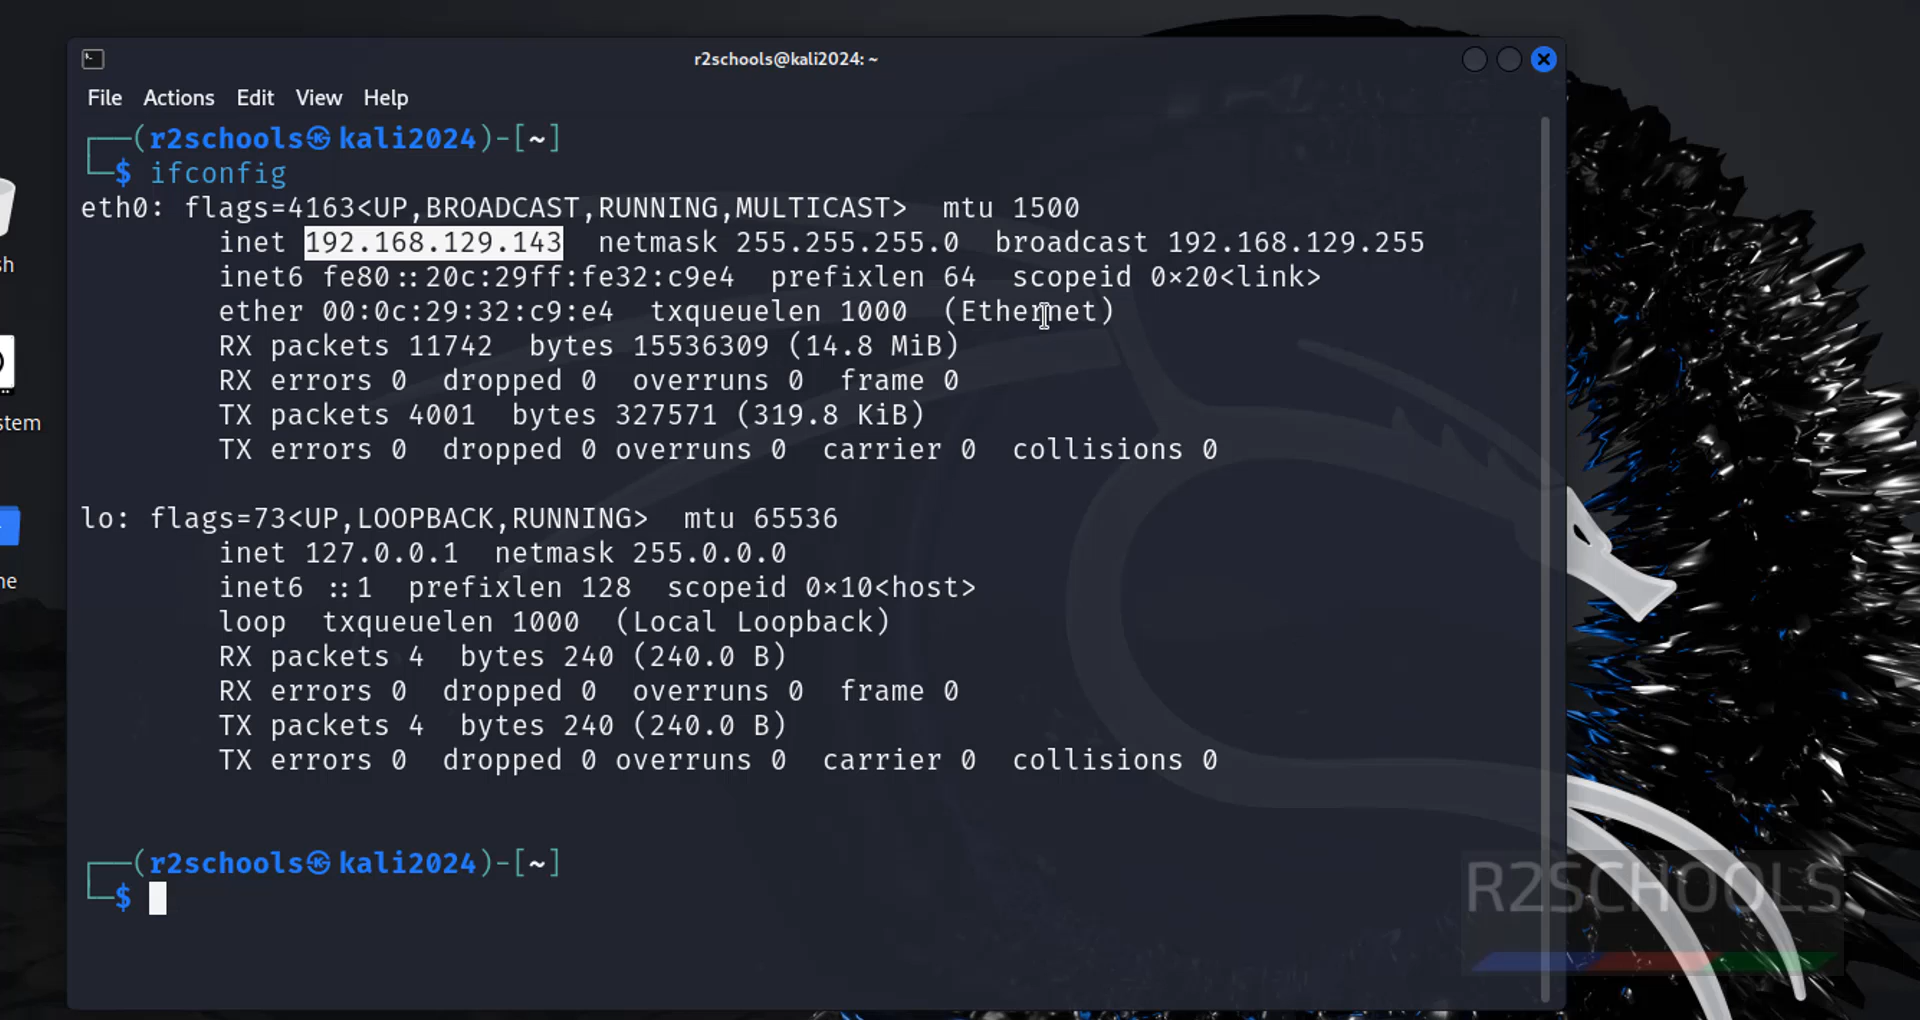 r2schools@kali2024: ~
File Actions Edit View Help
┌──(r2schools㉿kali2024)-[~]
└─$ ifconfig
eth0: flags=4163<UP,BROADCAST,RUNNING,MULTICAST>  mtu 1500
        inet 192.168.129.143  netmask 255.255.255.0  broadcast 192.168.129.255
        inet6 fe80::20c:29ff:fe32:c9e4  prefixlen 64  scopeid 0×20<link>
        ether 00:0c:29:32:c9:e4  txqueuelen 1000  (Ethernet)
        RX packets 11742  bytes 15536309 (14.8 MiB)
        RX errors 0  dropped 0  overruns 0  frame 0
        TX packets 4001  bytes 327571 (319.8 KiB)
        TX errors 0  dropped 0 overruns 0  carrier 0  collisions 0
lo: flags=73<UP,LOOPBACK,RUNNING>  mtu 65536
        inet 127.0.0.1  netmask 255.0.0.0
        inet6 ::1  prefixlen 128  scopeid 0×10<host>
        loop  txqueuelen 1000  (Local Loopback)
        RX packets 4  bytes 240 (240.0 B)
        RX errors 0  dropped 0  overruns 0  frame 0
        TX packets 4  bytes 240 (240.0 B)
        TX errors 0  dropped 0 overruns 0  carrier 0  collisions 0
┌──(r2schools㉿kali2024)-[~]
└─$
R2SCHOOLS